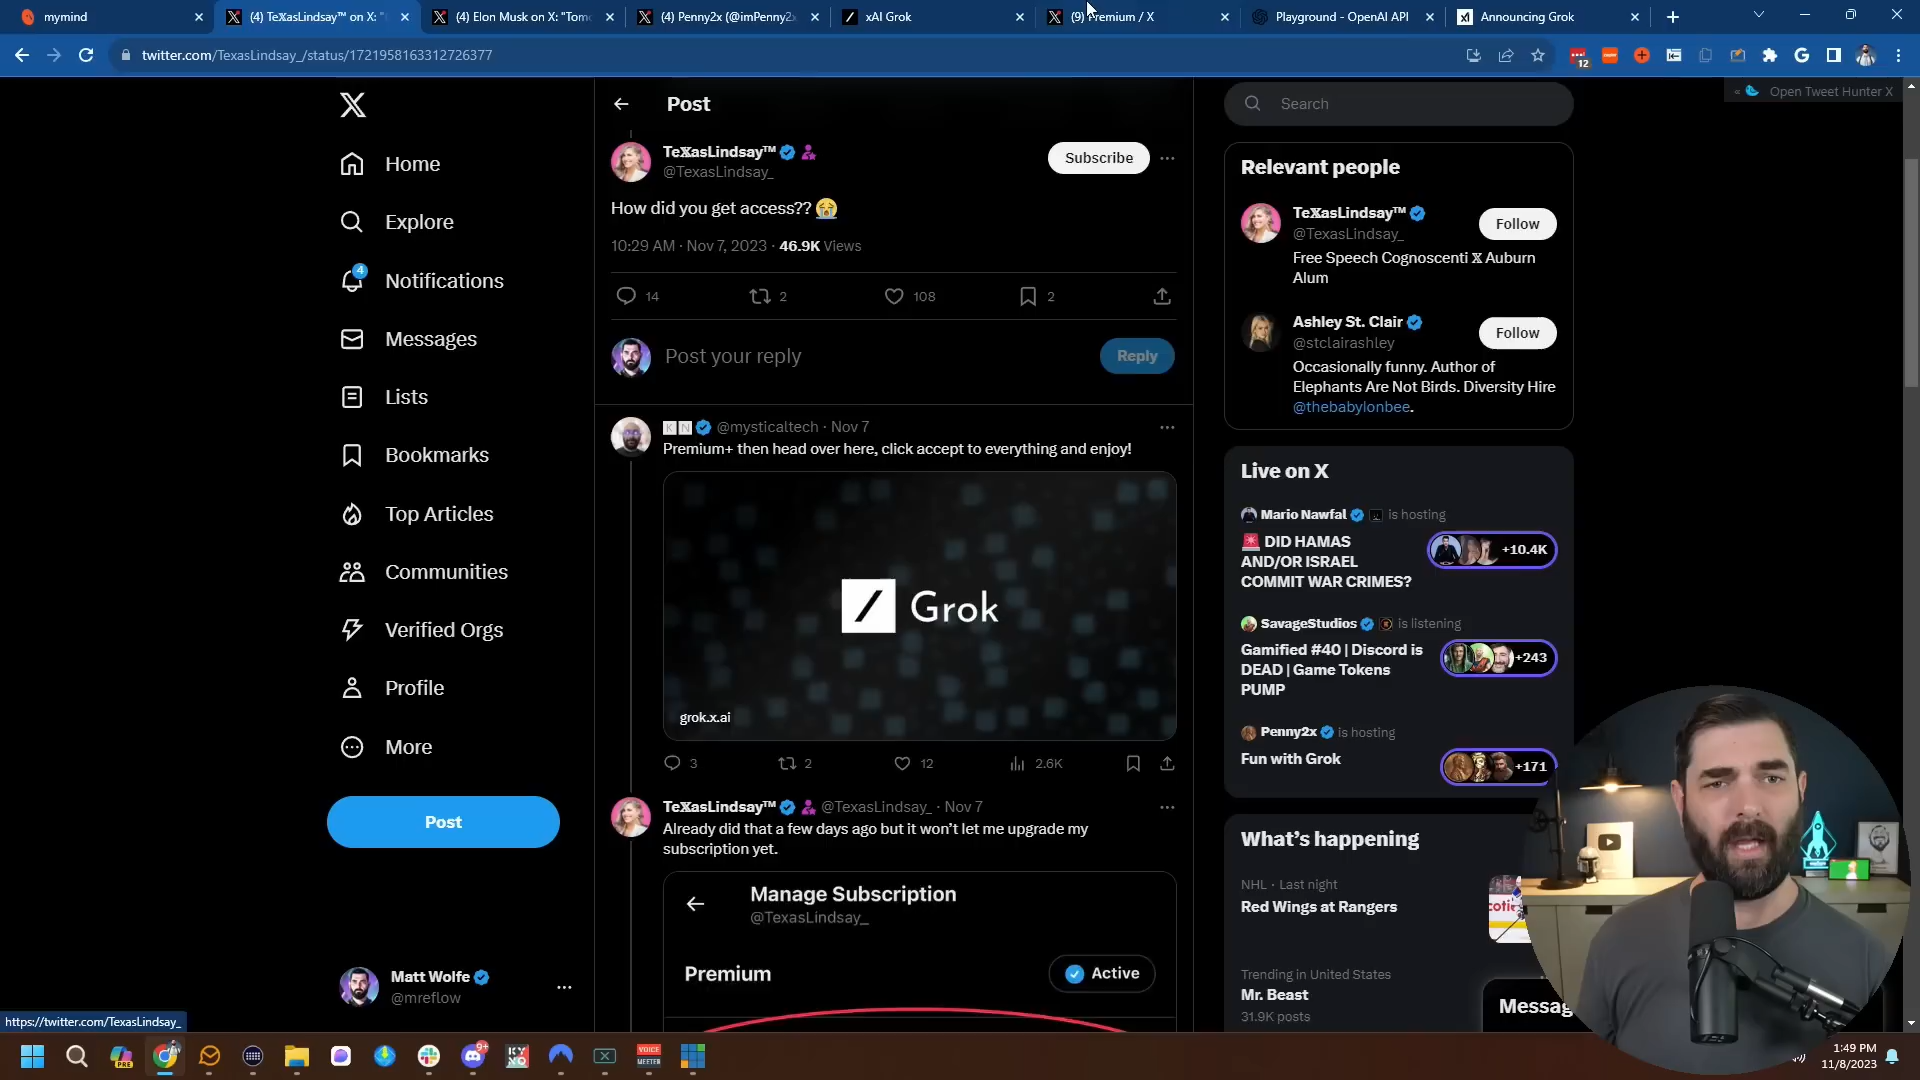 mymind
(4) TeXasLindsay™ on X: "
(4) Elon Musk on X: "Tom
(4) Penny2x (@imPenny2x
xAI Grok
(9) Premium / X
Playground - OpenAI API
Announcing Grok
twitter.com/TexasLindsay_/status/1721958163312726377
12
Open Tweet Hunter X
Home
Explore
4
Notifications
Messages
Lists
Bookmarks
Top Articles
Communities
Verified Orgs
Profile
More
Post
Matt Wolfe
@mreflow
https://twitter.com/TexasLindsay_
Post
TeXasLindsay™
@TexasLindsay_
Subscribe
How did you get access??
10:29 AM · Nov 7, 2023 · 46.9K Views
14
2
108
2
Post your reply
Reply
KN @mysticaltech · Nov 7
Premium+ then head over here, click accept to everything and enjoy!
Grok
grok.x.ai
3
2
12
2.6K
TeXasLindsay™ @TexasLindsay_ · Nov 7
Already did that a few days ago but it won't let me upgrade my
subscription yet.
Manage Subscription
@TexasLindsay_
Premium
Active
Search
Relevant people
TeXasLindsay™
@TexasLindsay_
Follow
Free Speech Cognoscenti X Auburn
Alum
Ashley St. Clair
@stclairashley
Follow
Occasionally funny. Author of
Elephants Are Not Birds. Diversity Hire
@thebabylonbee.
Live on X
Mario Nawfal is hosting
DID HAMAS
AND/OR ISRAEL
COMMIT WAR CRIMES?
+10.4K
SavageStudios is listening
Gamified #40 | Discord is
DEAD | Game Tokens
PUMP
+243
Penny2x is hosting
Fun with Grok
+171
What's happening
NHL · Last night
Red Wings at Rangers
Trending in United States
Mr. Beast
31.9K posts
Messag
PRE
9+
VOICE
MEETER
1:49 PM
11/8/2023